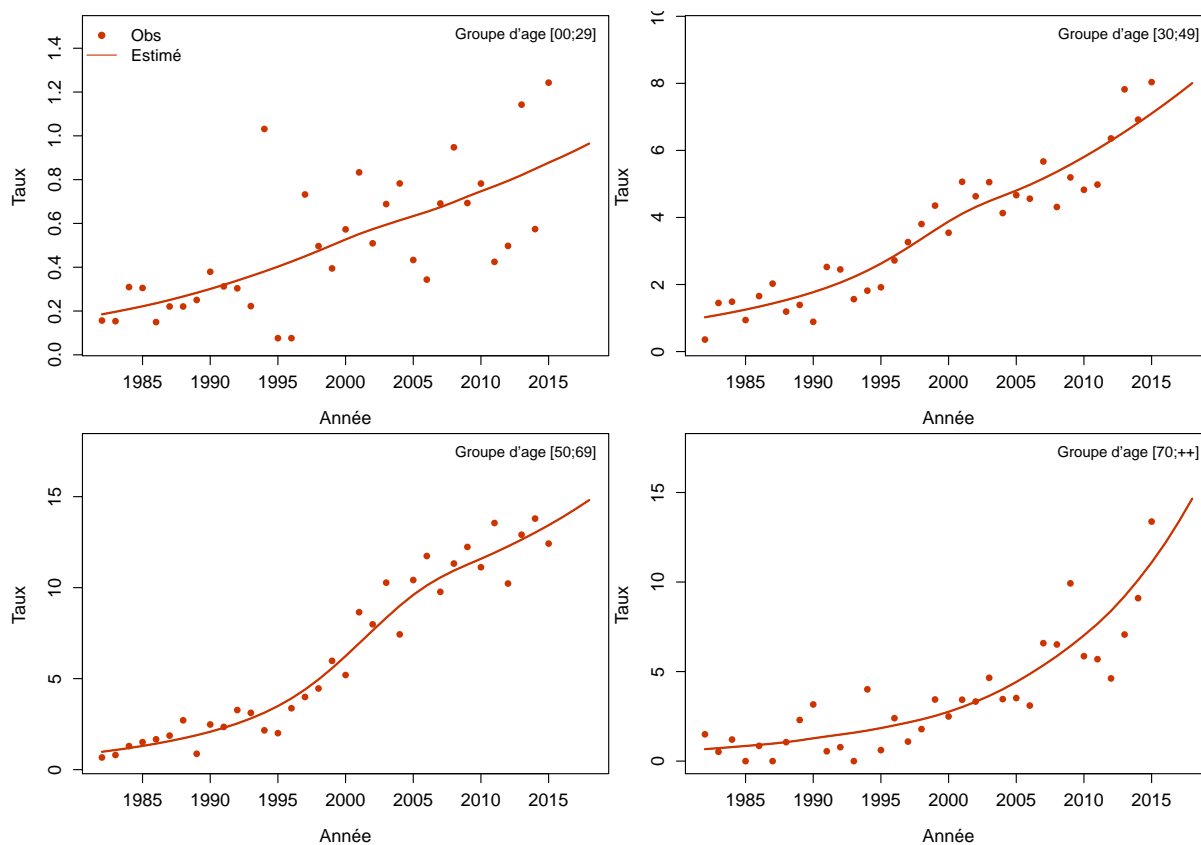 Obs
Estimé
Groupe d'age [00;29]
Taux
0.0 0.2 0.4 0.6 0.8 1.0 1.2 1.4
1985 1990 1995 2000 2005 2010 2015
Année
Groupe d'age [30;49]
Taux
0 2 4 6 8 10
1985 1990 1995 2000 2005 2010 2015
Année
Groupe d'age [50;69]
Taux
0 5 10 15
1985 1990 1995 2000 2005 2010 2015
Année
Groupe d'age [70;++]
Taux
0 5 10 15
1985 1990 1995 2000 2005 2010 2015
Année